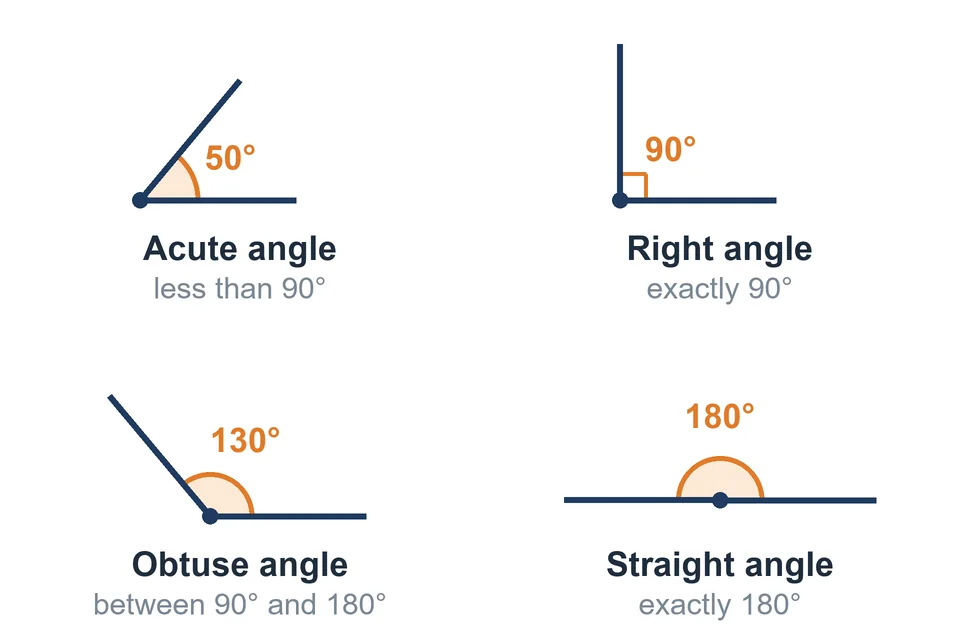 50°
Acute angle
less than 90°
90°
Right angle
exactly 90°
130°
Obtuse angle
between 90° and 180°
180°
Straight angle
exactly 180°